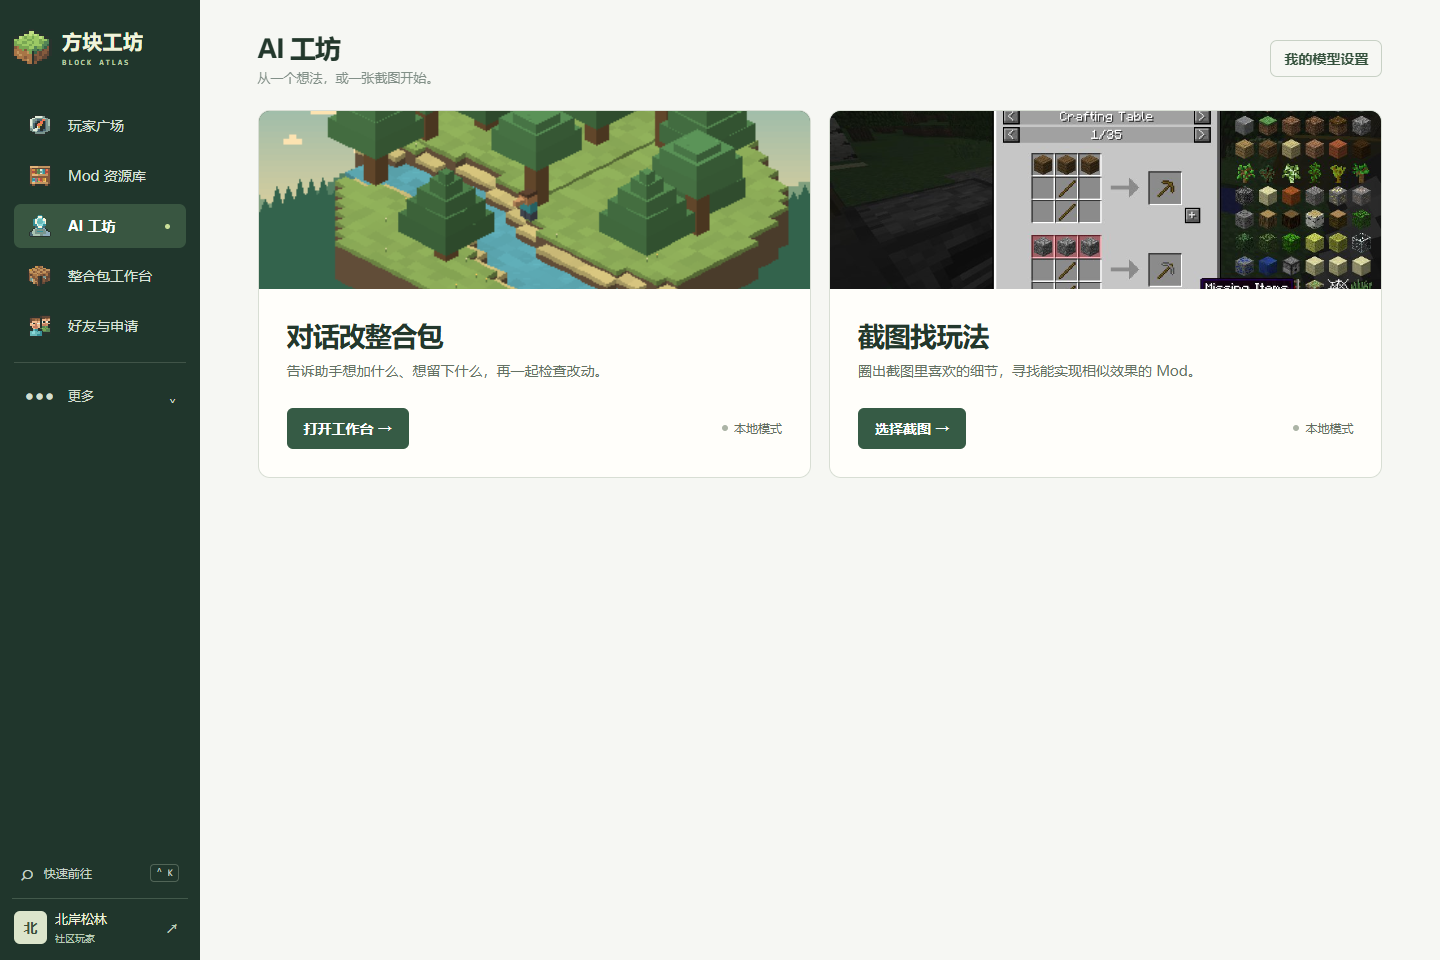 方块工坊
BLOCK ATLAS
玩家广场
Mod 资源库
AI 工坊
整合包工作台
好友与申请
更多
快速前往
^ K
北
北岸松林
社区玩家
AI 工坊
从一个想法，或一张截图开始。
我的模型设置
对话改整合包
告诉助手想加什么、想留下什么，再一起检查改动。
打开工作台 →
本地模式
Crafting Table
1/35
Missing Items
截图找玩法
圈出截图里喜欢的细节，寻找能实现相似效果的 Mod。
选择截图 →
本地模式